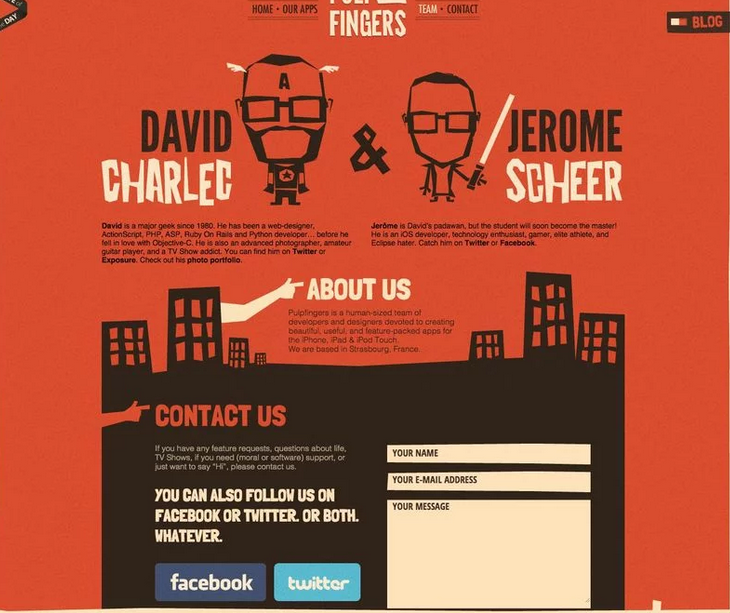 DAY
HOME • OUR APPS
FINGERS
TEAM • CONTACT
BLOG
A
DAVID
CHARLEC
&
JEROME
SCHEER
David is a major geek since 1980. He has been a web-designer,
ActionScript, PHP, ASP, Ruby On Rails and Python developer... before he
fell in love with Objective-C. He is also an advanced photographer, amateur
guitar player, and a TV Show addict. You can find him on Twitter or
Exposure. Check out his photo portfolio.
Jerôme is David's padawan, but the student will soon become the master!
He is an iOS developer, technology enthusiast, gamer, elite athlete, and
Eclipse hater. Catch him on Twitter or Facebook.
ABOUT US
Pulpfingers is a human-sized team of
developers and designers devoted to creating
beautiful, useful, and feature-packed apps for
the iPhone, iPad & iPod Touch.
We are based in Strasbourg, France.
CONTACT US
If you have any feature requests, questions about life,
TV Shows, if you need (moral or software) support, or
just want to say "Hi", please contact us.
YOU CAN ALSO FOLLOW US ON
FACEBOOK OR TWITTER. OR BOTH.
WHATEVER.
facebook
twitter
YOUR NAME
YOUR E-MAIL ADDRESS
YOUR MESSAGE